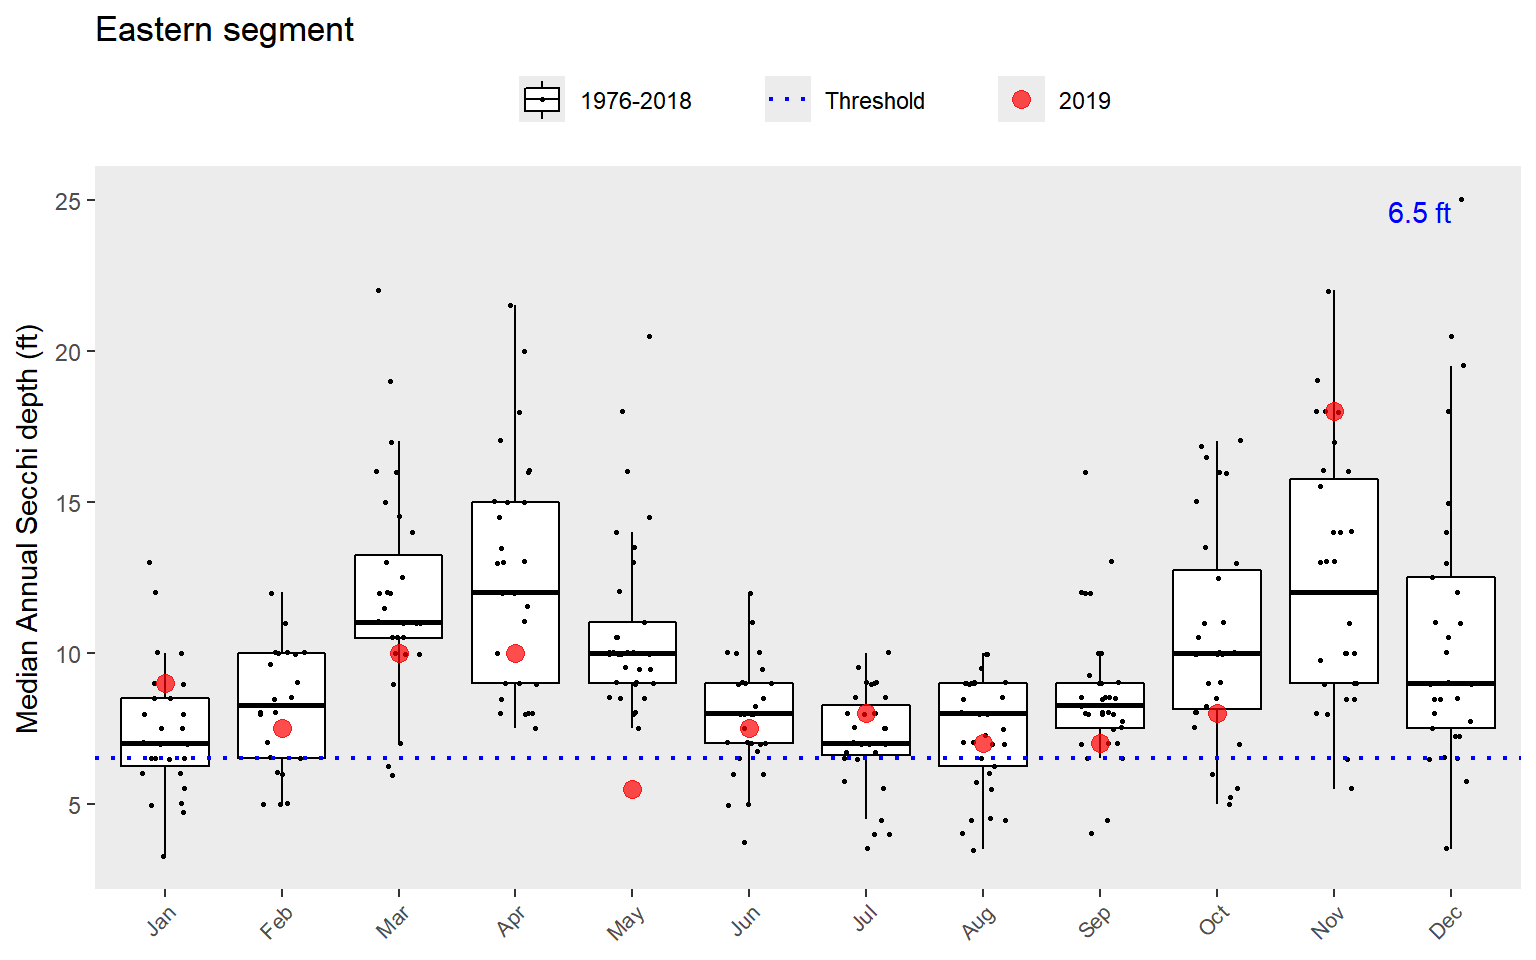 Eastern segment
1976-2018 Threshold 2019
Median Annual Secchi depth (ft)
25
20
15
10
5
6.5 ft
Jan Feb Mar Apr May Jun Jul Aug Sep Oct Nov Dec